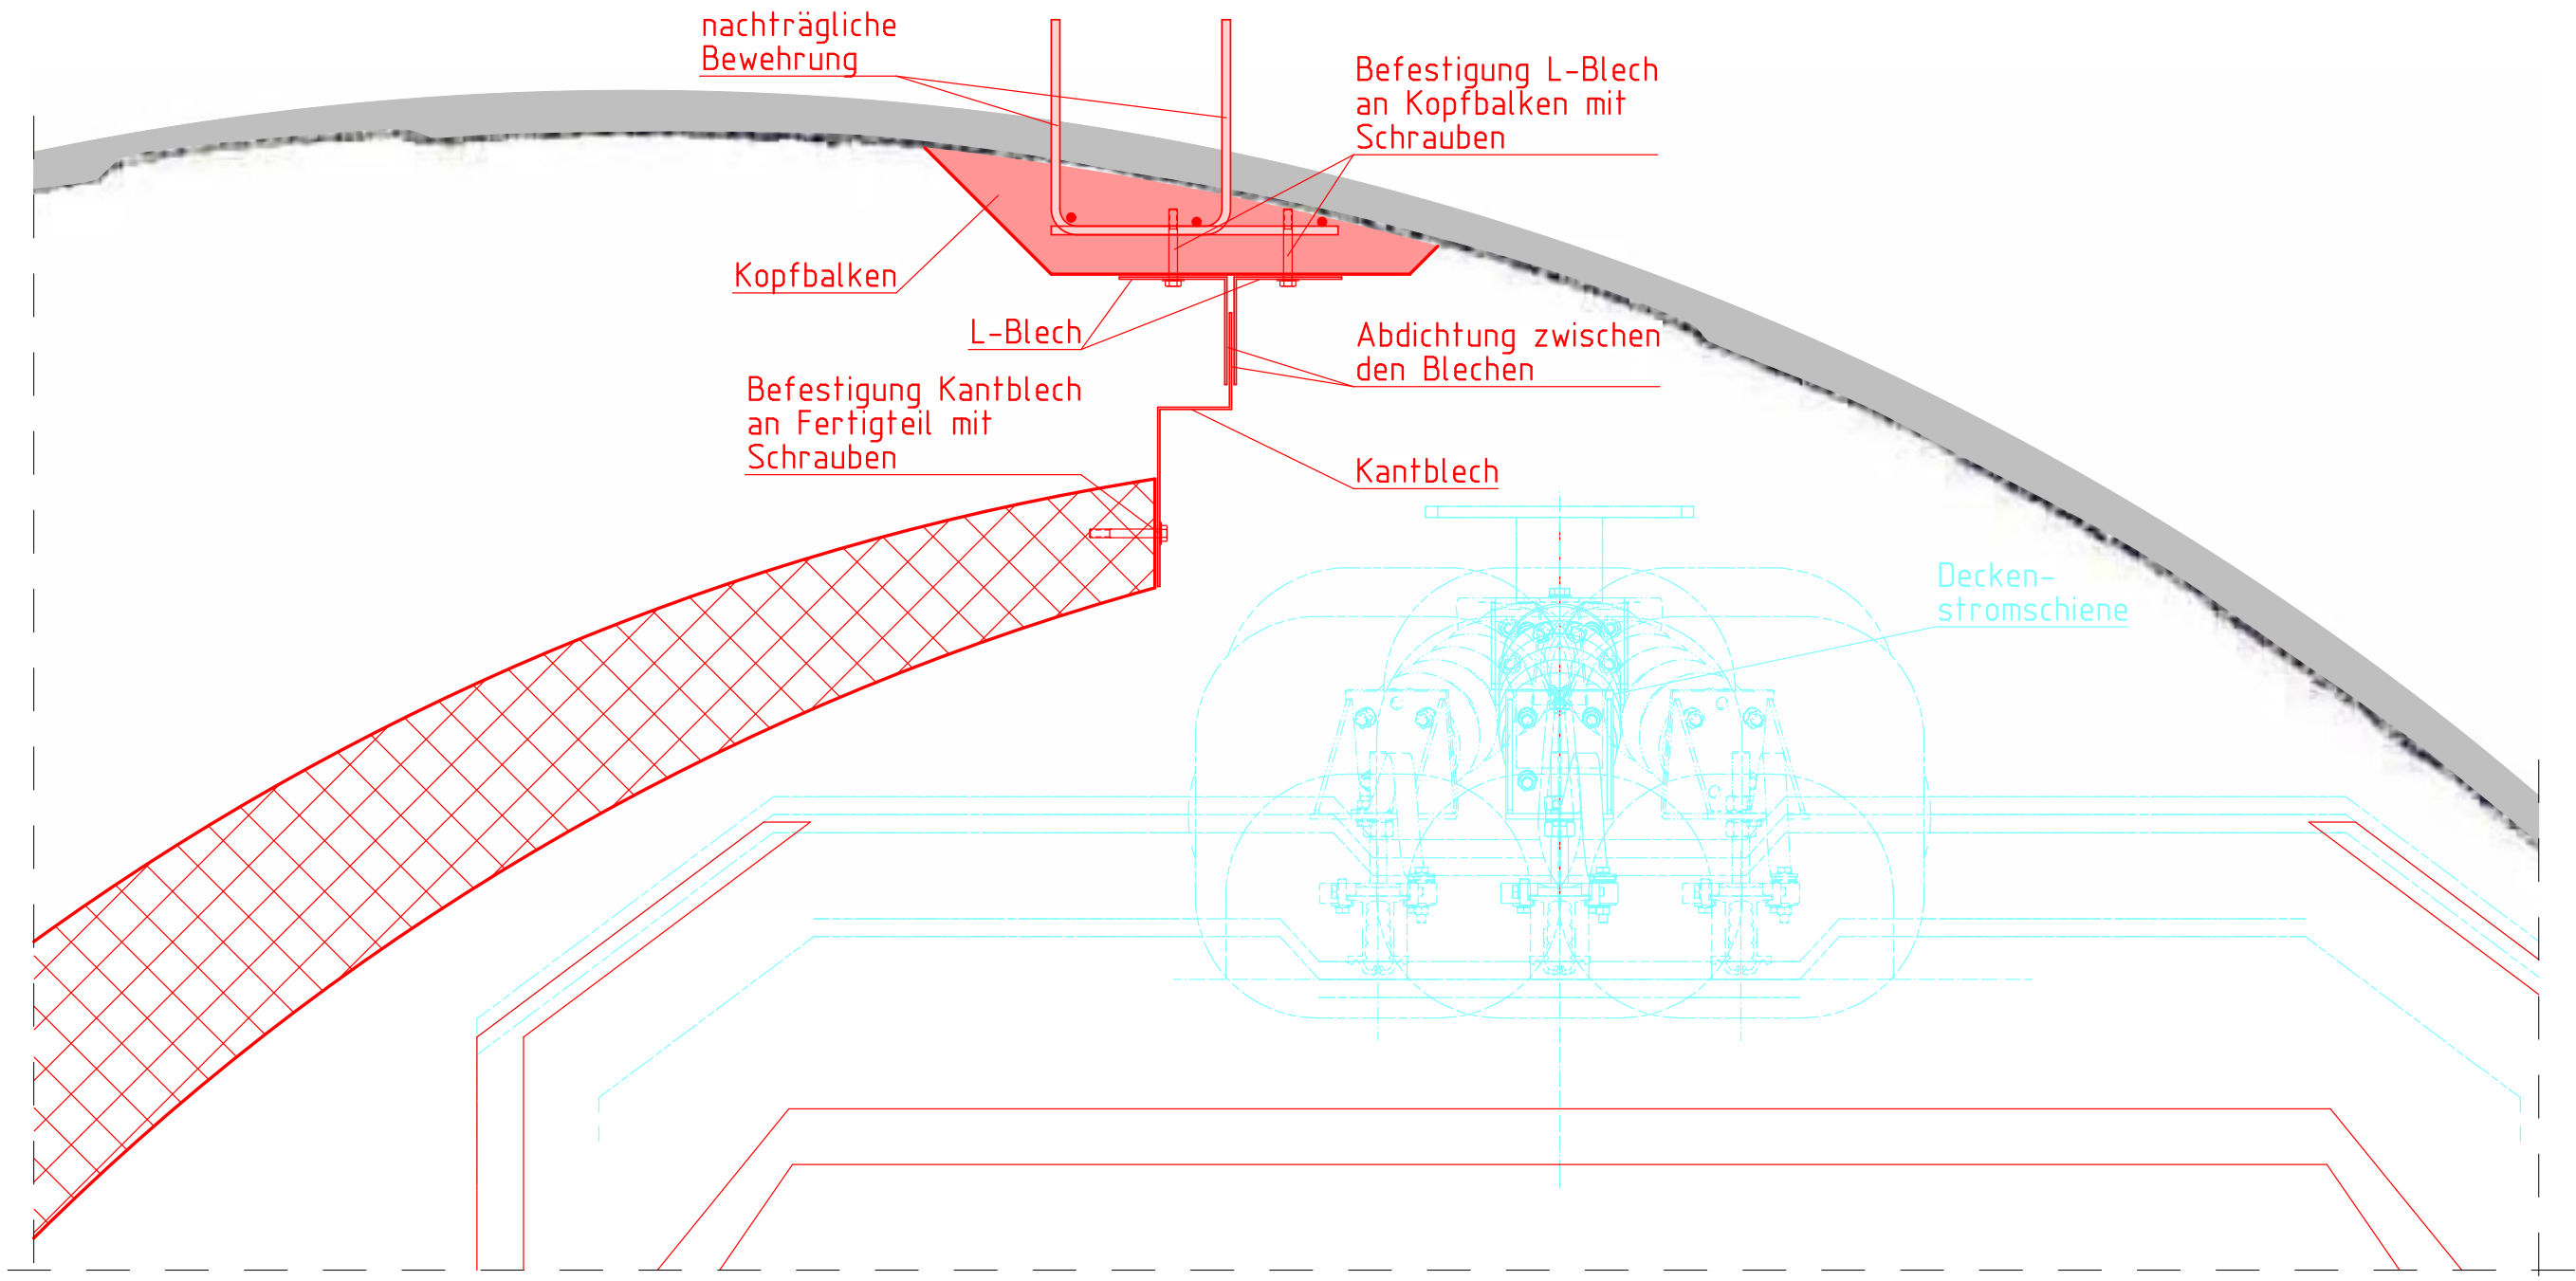 nachträgliche
Bewehrung
Befestigung L-Blech
an Kopfbalken mit
Schrauben
Kopfbalken
L-Blech
Abdichtung zwischen
den Blechen
Befestigung Kantblech
an Fertigteil mit
Schrauben
Kantblech
Decken-
stromschiene